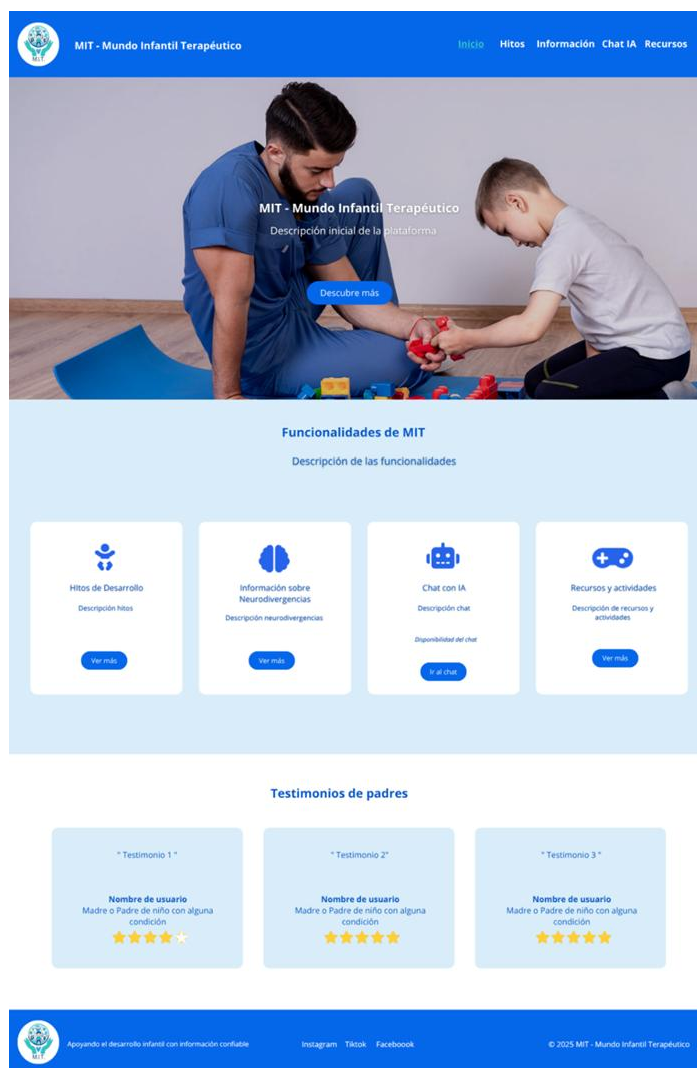 M.I.T.
MIT - Mundo Infantil Terapéutico
Inicio Hitos Información Chat IA Recursos
MIT - Mundo Infantil Terapéutico
Descripción inicial de la plataforma
Descubre más
Funcionalidades de MIT
Descripción de las funcionalidades
Hitos de Desarrollo
Descripción hitos
Ver más
Información sobre
Neurodivergencias
Descripción neurodivergencias
Ver más
Chat con IA
Descripción chat
Disponibilidad del chat
Ir al chat
Recursos y actividades
Descripción de recursos y
actividades
Ver más
Testimonios de padres
" Testimonio 1 "
Nombre de usuario
Madre o Padre de niño con alguna
condición
" Testimonio 2"
Nombre de usuario
Madre o Padre de niño con alguna
condición
" Testimonio 3 "
Nombre de usuario
Madre o Padre de niño con alguna
condición
M.I.T.
Apoyando el desarrollo infantil con información confiable
Instagram Tiktok Faceboook
© 2025 MIT - Mundo Infantil Terapéutico